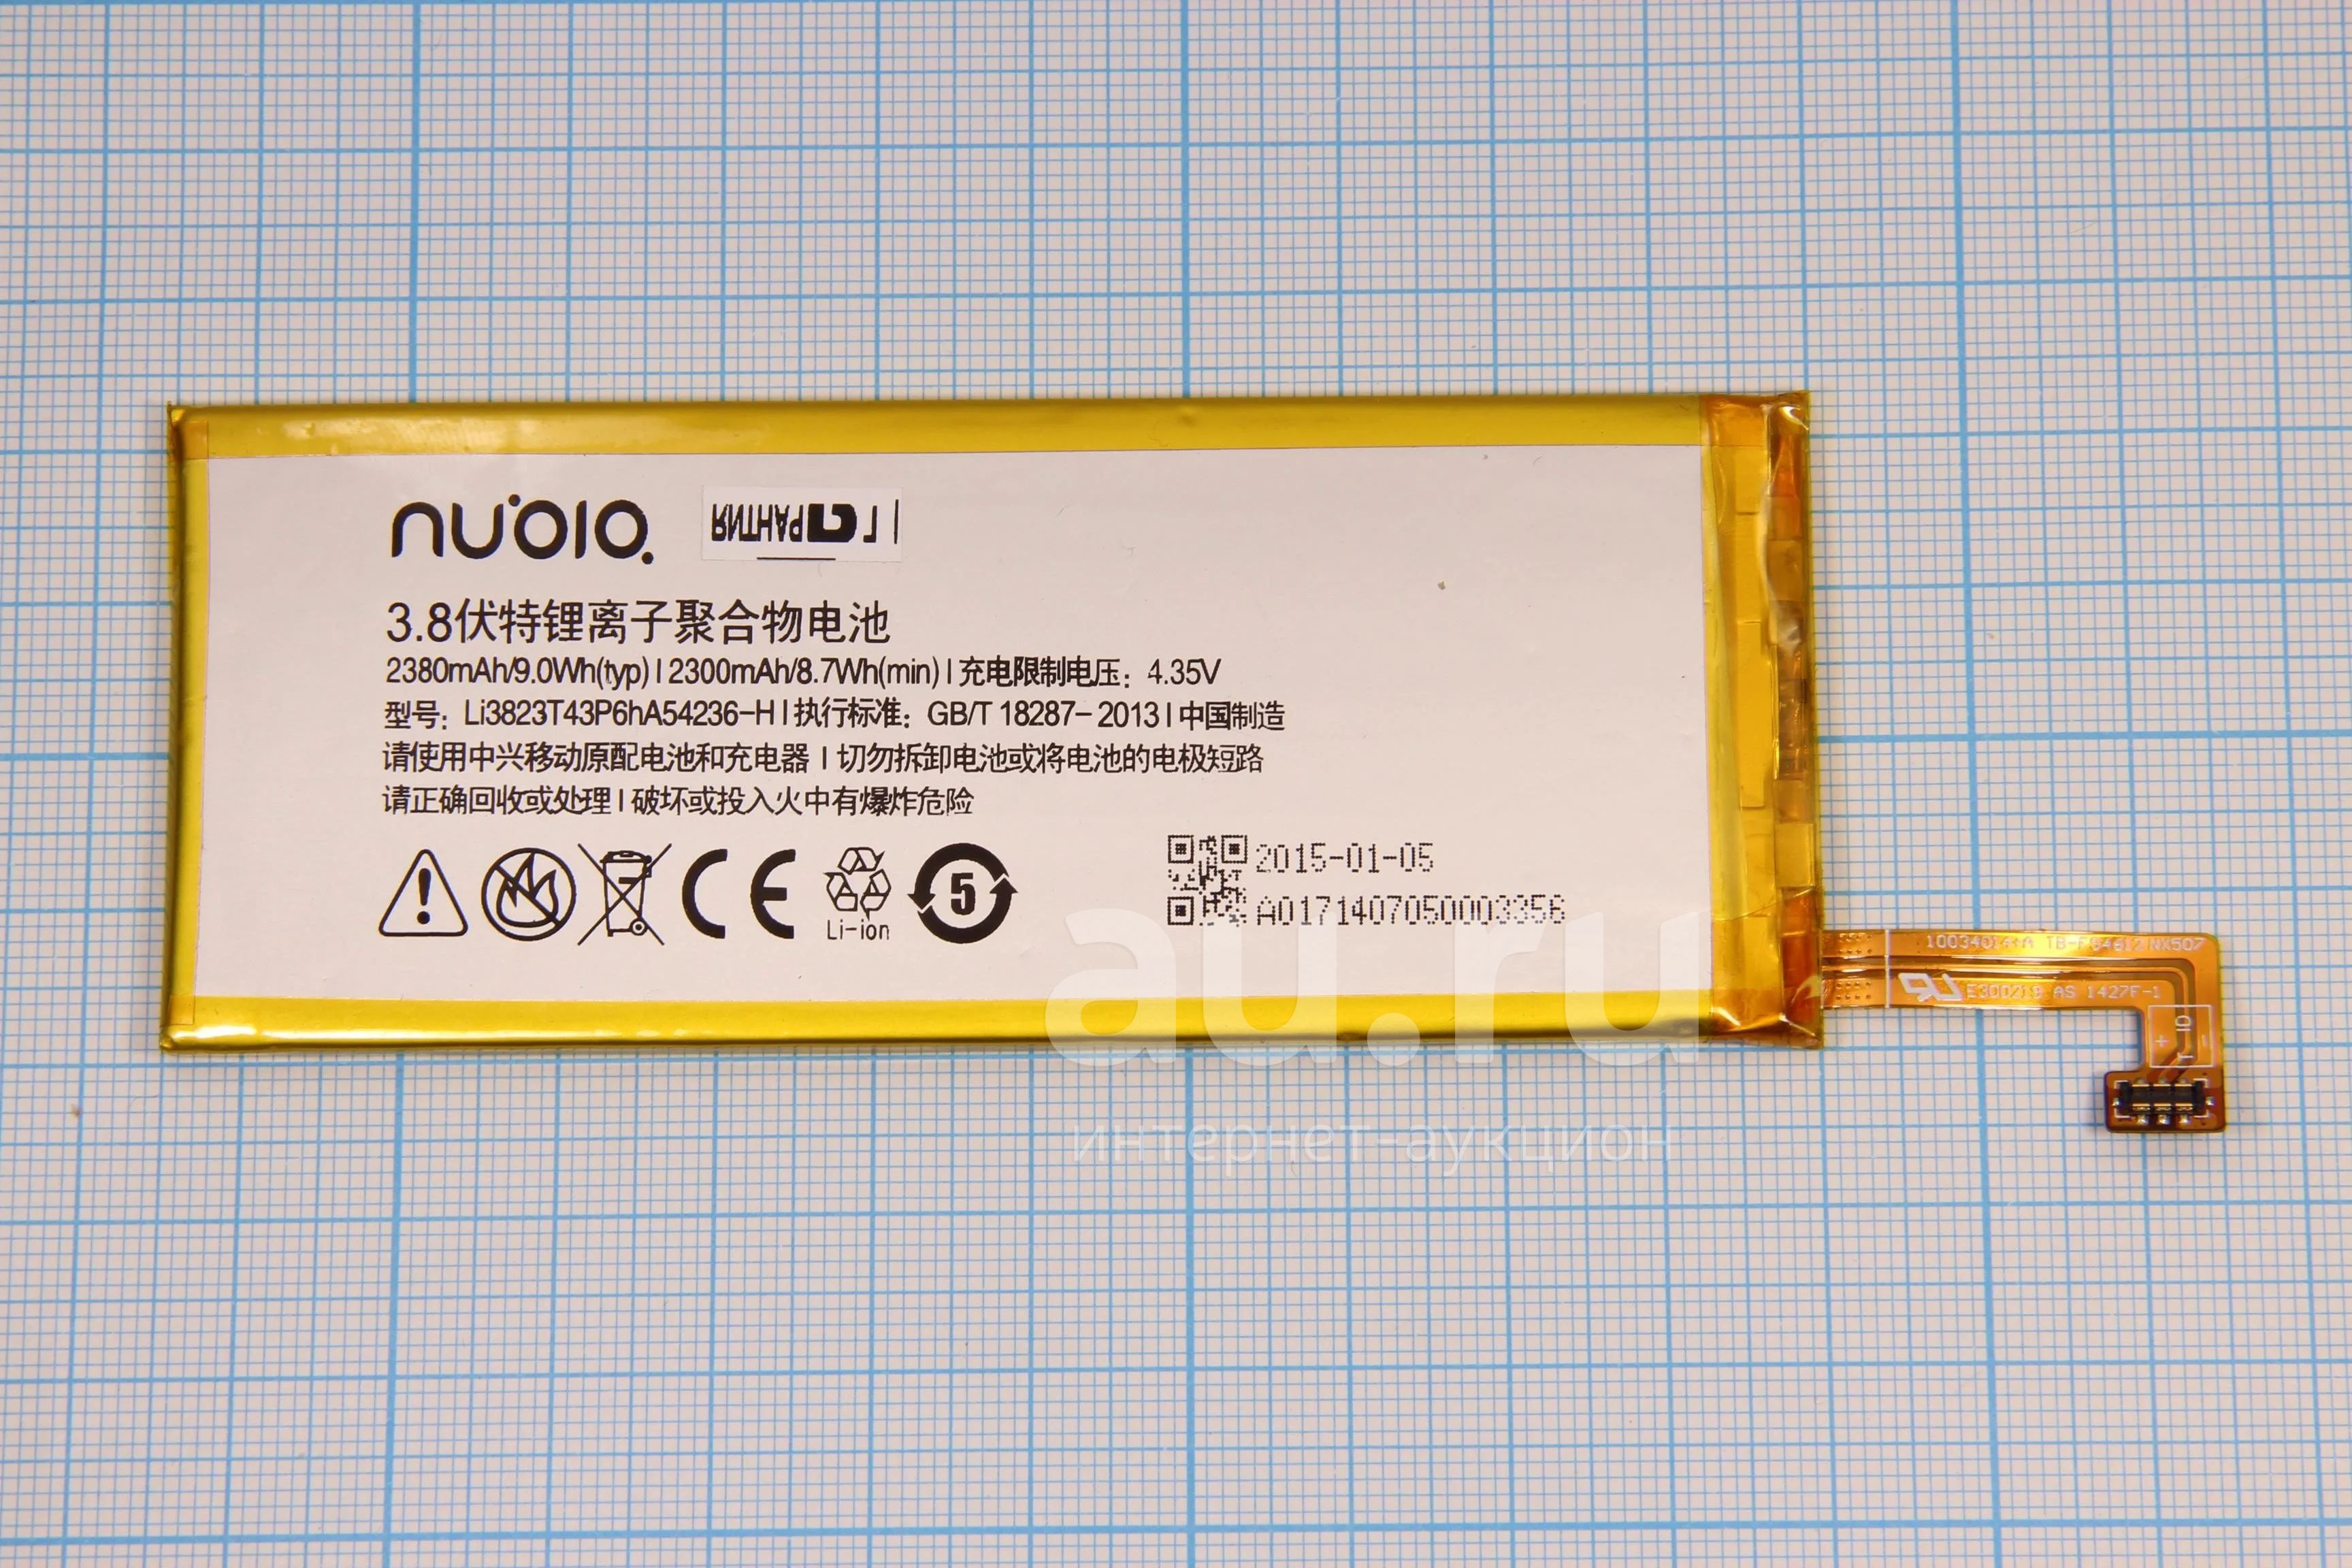 nubia
ГАРАНТИЯ
3.8伏特锂离子聚合物电池
2380mAh/9.0Wh(typ) | 2300mAh/8.7Wh(min) | 充电限制电压：4.35V
型号：Li3823T43P6hA54236-H | 执行标准：GB/T 18287-2013 | 中国制造
请使用中兴移动原配电池和充电器 | 切勿拆卸电池或将电池的电极短路
请正确回收或处理 | 破坏或投入火中有爆炸危险
CE
Li-ion
5
2015-01-05
A0171407050003356
NX507
AS 1427F-1
+ T ID -
au.ru
интернет-аукцион